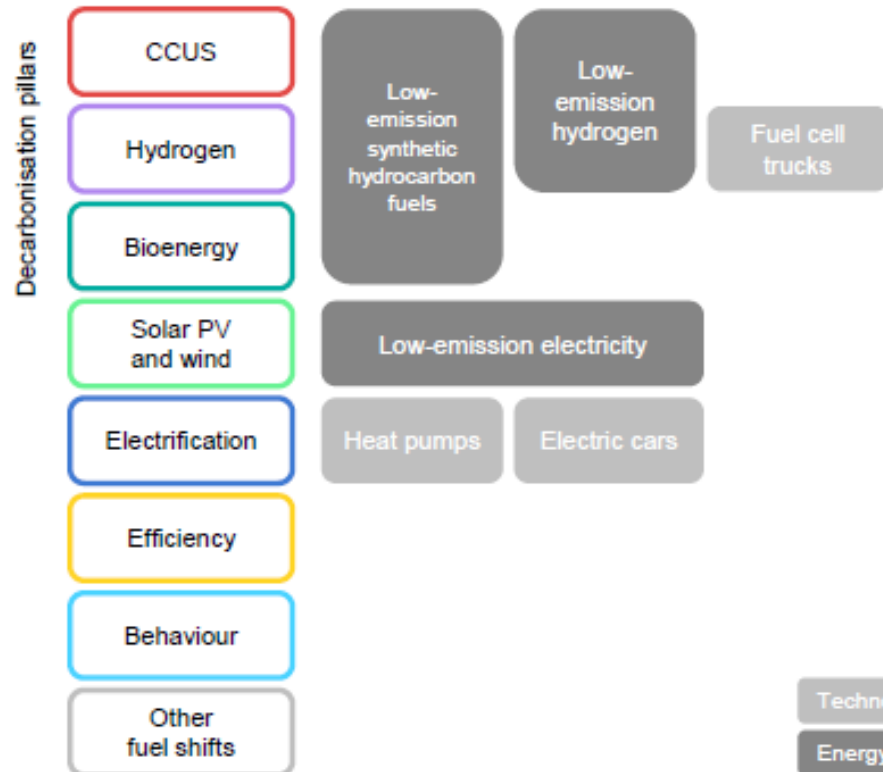 Decarbonisation pillars
CCUS
Hydrogen
Bioenergy
Solar PV
and wind
Electrification
Efficiency
Behaviour
Other
fuel shifts
Low-
emission
synthetic
hydrocarbon
fuels
Low-
emission
hydrogen
Fuel cell
trucks
Low-emission electricity
Heat pumps
Electric cars
Energy